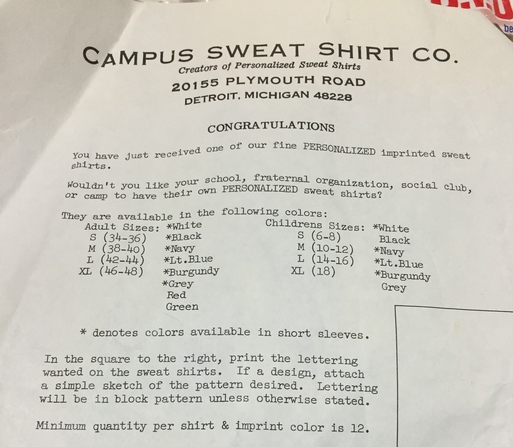 CAMPUS SWEAT SHIRT CO.
Creators of Personalized Sweat Shirts
20155 PLYMOUTH ROAD
DETROIT, MICHIGAN 48228
CONGRATULATIONS
You have just received one of our fine PERSONALIZED imprinted sweat
shirts.
Wouldn't you like your school, fraternal organization, social club,
or camp to have their own PERSONALIZED sweat shirts?
They are available in the following colors:
Adult Sizes: *White Childrens Sizes: *White
S (34-36) *Black S (6-8) Black
M (38-40) *Navy M (10-12) *Navy
L (42-44) *Lt.Blue L (14-16) *Lt.Blue
XL (46-48) *Burgundy XL (18) *Burgundy
*Grey Grey
Red
Green
* denotes colors available in short sleeves.
In the square to the right, print the lettering
wanted on the sweat shirts. If a design, attach
a simple sketch of the pattern desired. Lettering
will be in block pattern unless otherwise stated.
Minimum quantity per shirt & imprint color is 12.